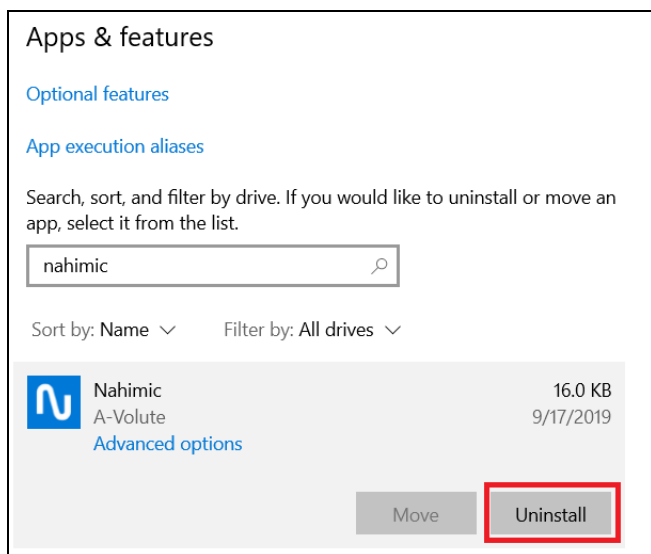 Apps & features
Optional features
App execution aliases
Search, sort, and filter by drive. If you would like to uninstall or move an
app, select it from the list.
nahimic
Sort by: Name
Filter by: All drives
Nahimic
16.0 KB
A-Volute
9/17/2019
Advanced options
Move
Uninstall